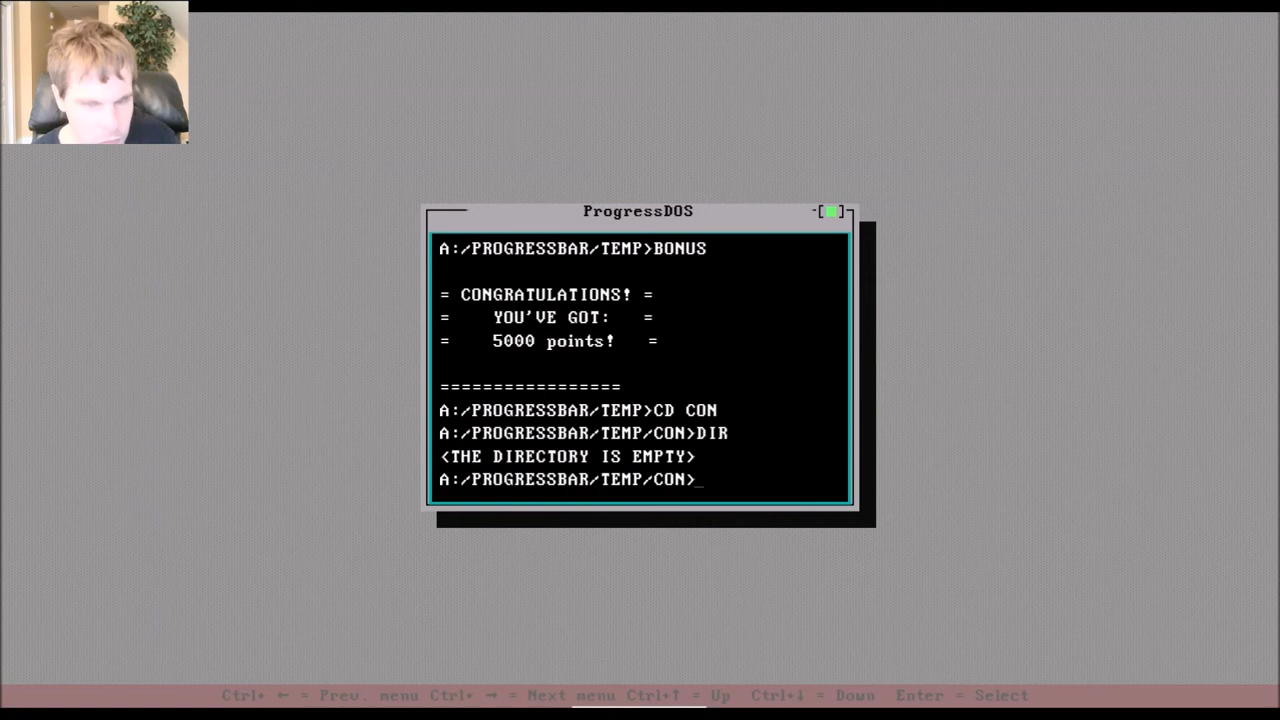 ProgressDOS
-[■]
A:/PROGRESSBAR/TEMP>BONUS
= CONGRATULATIONS! =
= YOU'VE GOT: =
= 5000 points! =
=================
A:/PROGRESSBAR/TEMP>CD CON
A:/PROGRESSBAR/TEMP/CON>DIR
<THE DIRECTORY IS EMPTY>
A:/PROGRESSBAR/TEMP/CON>_
Ctrl+ ← = Prev. menu Ctrl+ → = Next menu Ctrl+↑ = Up Ctrl+↓ = Down Enter = Select